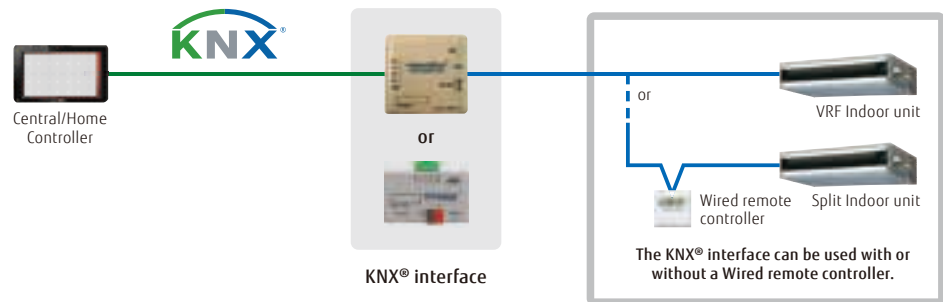 KNX®
Central/Home
Controller
or
KNX® interface
or
VRF Indoor unit
Wired remote
controller
Split Indoor unit
The KNX® interface can be used with or
without a Wired remote controller.